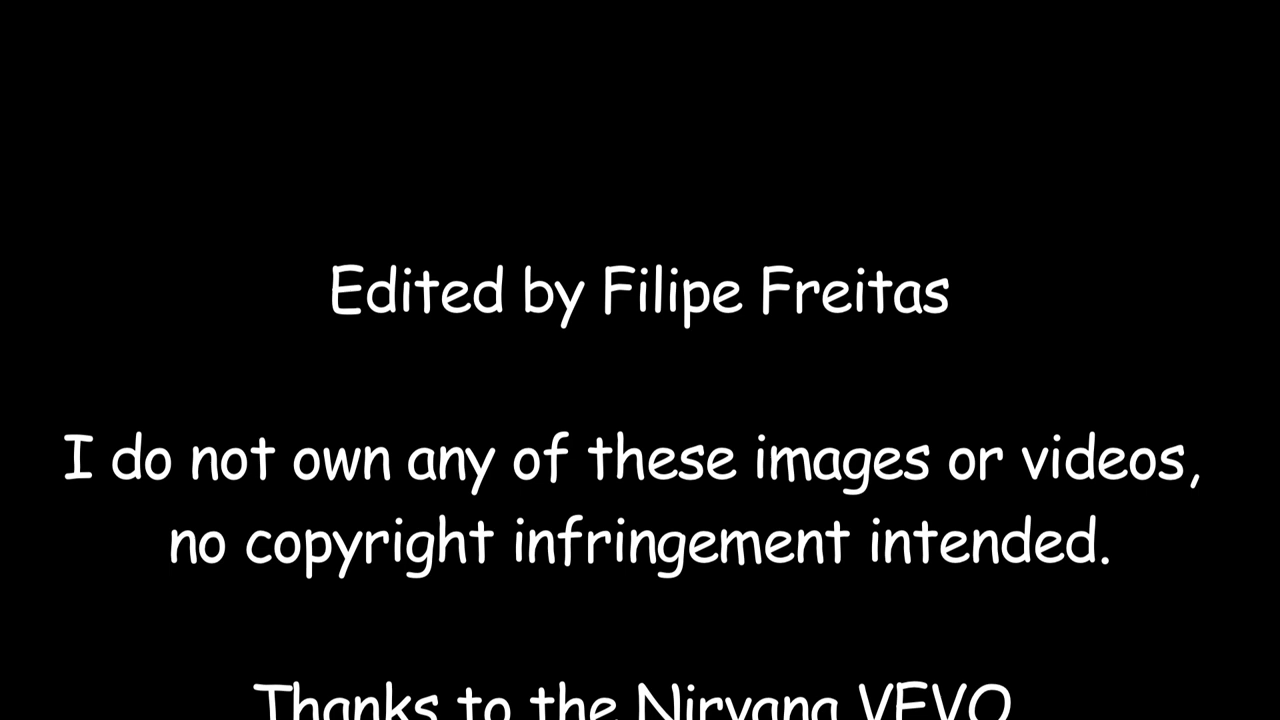 Edited by Filipe Freitas
I do not own any of these images or videos,
no copyright infringement intended.
Thanks to the Nirvana VEVO